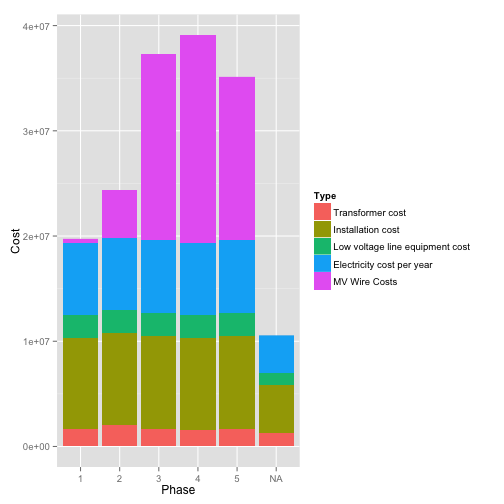 4e+07
3e+07
2e+07
1e+07
0e+00
Cost
1 2 3 4 5 NA
Phase
Type
Transformer cost
Installation cost
Low voltage line equipment cost
Electricity cost per year
MV Wire Costs